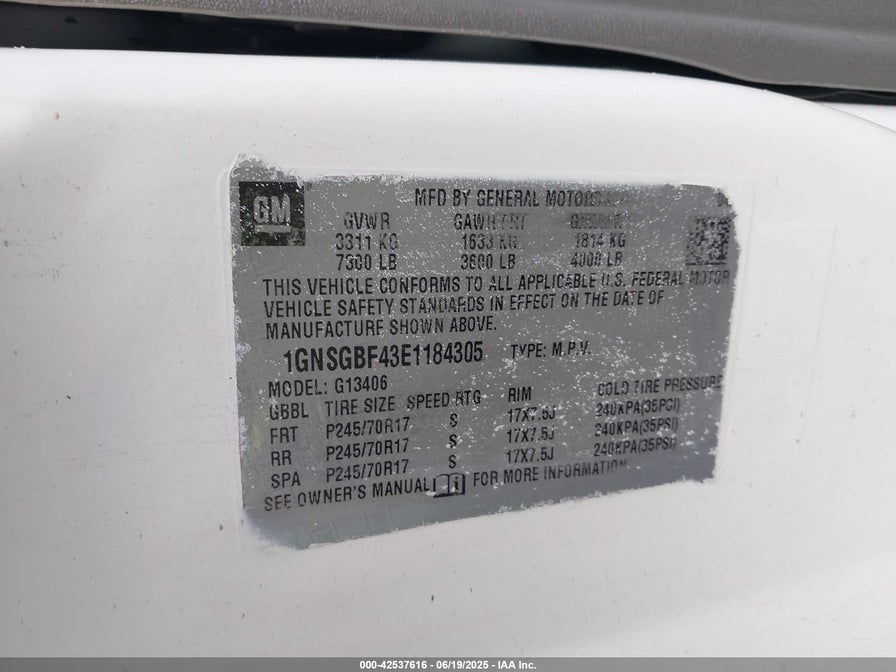 GM
MFD BY GENERAL MOTORS
GVWR GAWR FRT
3311 KG 1633 KG 1814 KG
7300 LB 3600 LB 4000 LB
THIS VEHICLE CONFORMS TO ALL APPLICABLE U.S. FEDERAL MOTOR
VEHICLE SAFETY STANDARDS IN EFFECT ON THE DATE OF
MANUFACTURE SHOWN ABOVE.
1GNSGBF43E1184305 TYPE: M.P.V.
MODEL: G13406
GBBL TIRE SIZE SPEED RTG RIM COLD TIRE PRESSURE
FRT P245/70R17 S 17X7.5J 240KPA(35PSI)
RR P245/70R17 S 17X7.5J 240KPA(35PSI)
SPA P245/70R17 S 17X7.5J 240KPA(35PSI)
SEE OWNER'S MANUAL FOR MORE INFORMATION
000-42537616 - 06/19/2025 - IAA Inc.